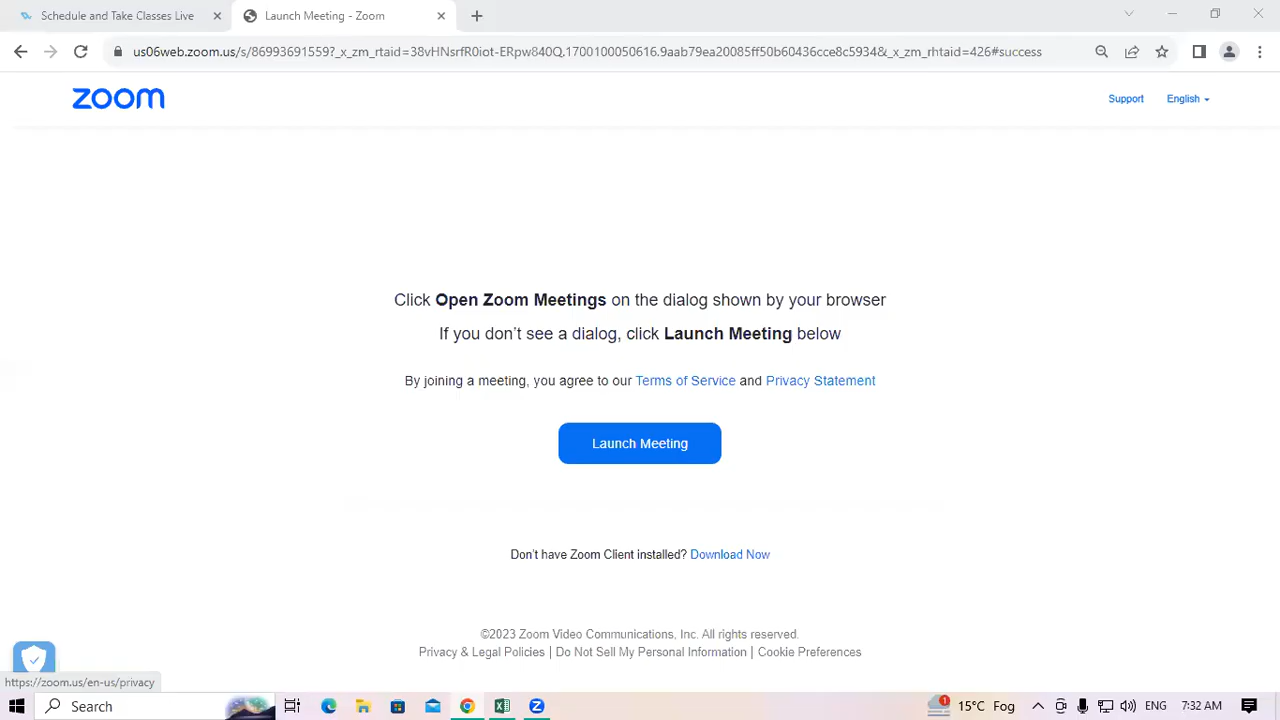 Schedule and Take Classes Live
Launch Meeting - Zoom
us06web.zoom.us/s/86993691559?_x_zm_rtaid=38vHNsrfR0iot-ERpw840Q.1700100050616.9aab79ea20085ff50b60436cce8c5934&_x_zm_rhtaid=426#success
zoom
Support
English
Click Open Zoom Meetings on the dialog shown by your browser
If you don't see a dialog, click Launch Meeting below
By joining a meeting, you agree to our Terms of Service and Privacy Statement
Launch Meeting
Don't have Zoom Client installed? Download Now
©2023 Zoom Video Communications, Inc. All rights reserved.
Privacy & Legal Policies | Do Not Sell My Personal Information | Cookie Preferences
https://zoom.us/en-us/privacy
Search
1
15°C Fog
ENG
7:32 AM